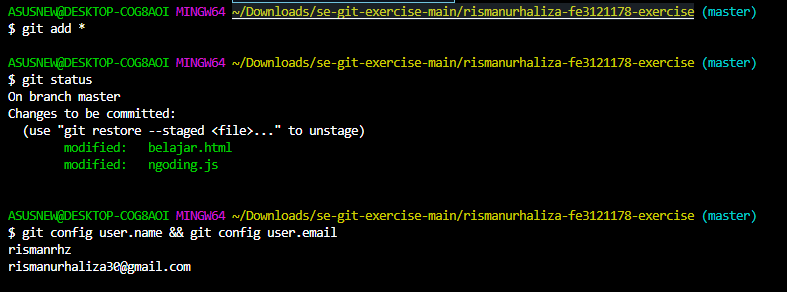 ASUSNEW@DESKTOP-COG8AOI MINGW64 ~/Downloads/se-git-exercise-main/rismanurhaliza-fe3121178-exercise (master)
$ git add *
ASUSNEW@DESKTOP-COG8AOI MINGW64 ~/Downloads/se-git-exercise-main/rismanurhaliza-fe3121178-exercise (master)
$ git status
On branch master
Changes to be committed:
  (use "git restore --staged <file>..." to unstage)
        modified:   belajar.html
        modified:   ngoding.js
ASUSNEW@DESKTOP-COG8AOI MINGW64 ~/Downloads/se-git-exercise-main/rismanurhaliza-fe3121178-exercise (master)
$ git config user.name && git config user.email
rismanrhz
rismanurhaliza30@gmail.com